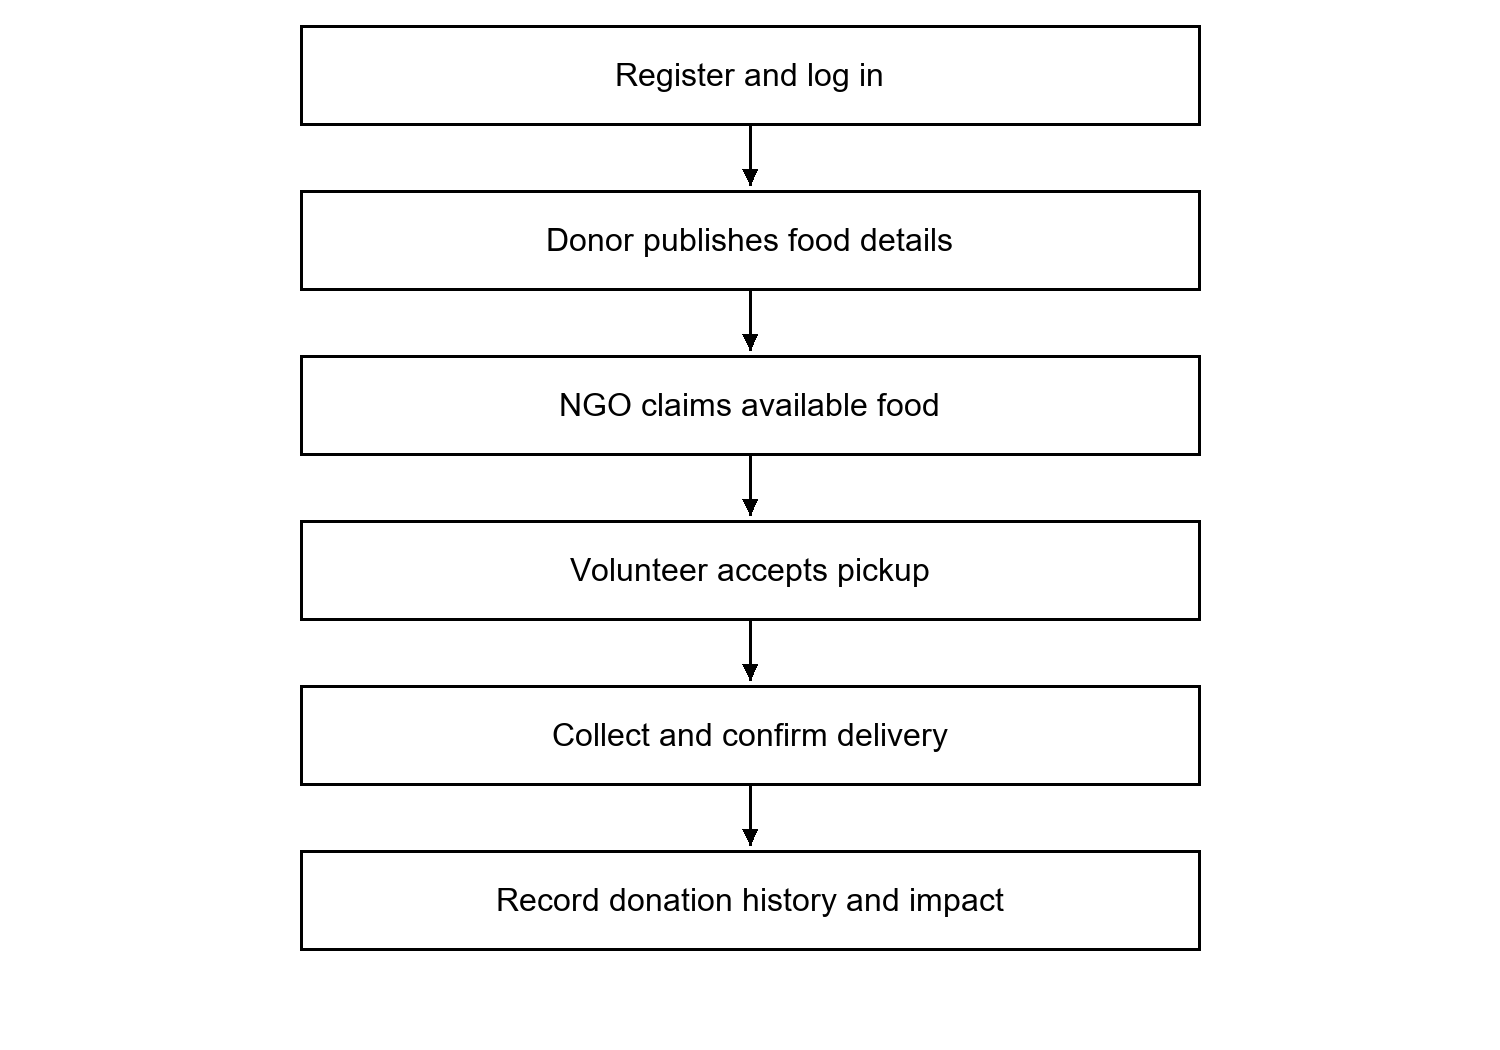 Register and log in
Donor publishes food details
NGO claims available food
Volunteer accepts pickup
Collect and confirm delivery
Record donation history and impact